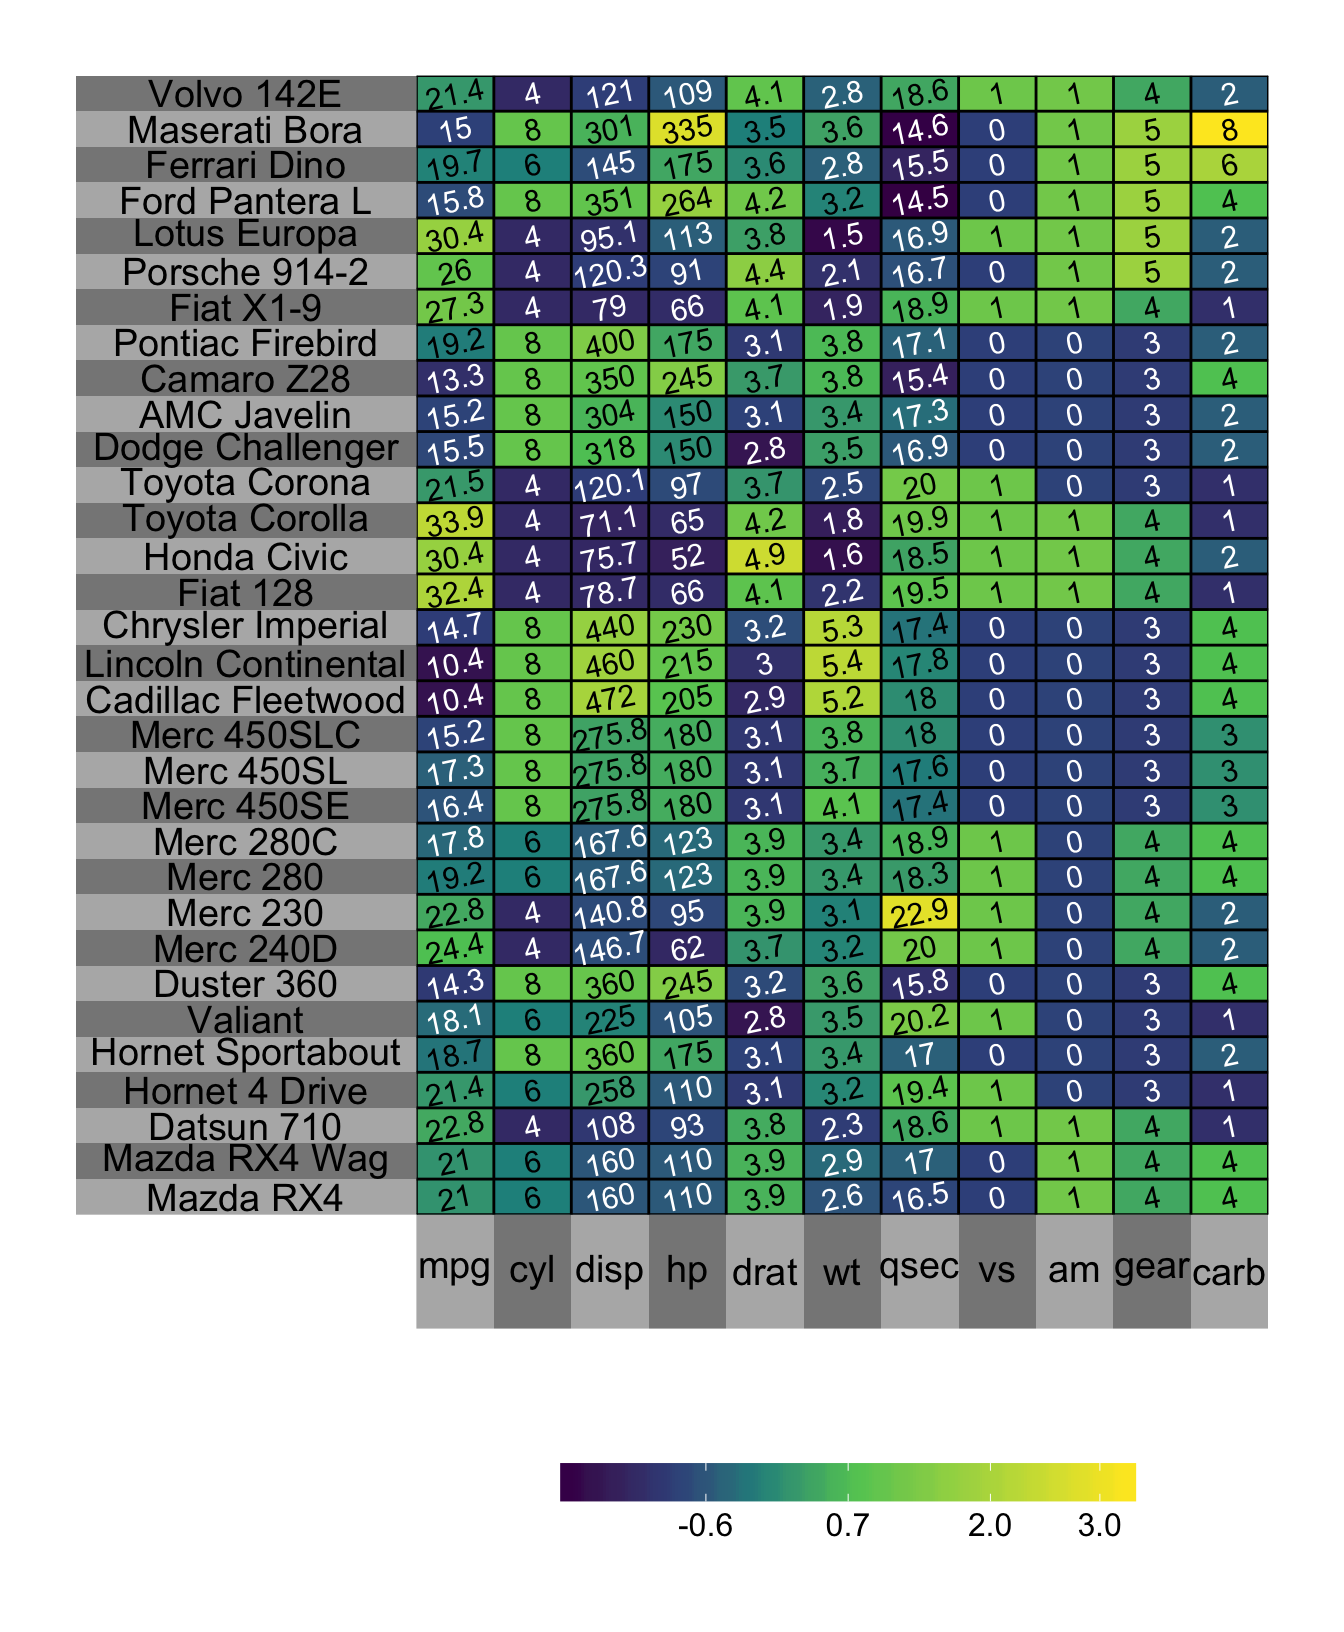 Volvo 142E 21.4 4 121 109 4.1 2.8 18.6 1 1 4 2
Maserati Bora 15 8 301 335 3.5 3.6 14.6 0 1 5 8
Ferrari Dino 19.7 6 145 175 3.6 2.8 15.5 0 1 5 6
Ford Pantera L 15.8 8 351 264 4.2 3.2 14.5 0 1 5 4
Lotus Europa 30.4 4 95.1 113 3.8 1.5 16.9 1 1 5 2
Porsche 914-2 26 4 120.3 91 4.4 2.1 16.7 0 1 5 2
Fiat X1-9 27.3 4 79 66 4.1 1.9 18.9 1 1 4 1
Pontiac Firebird 19.2 8 400 175 3.1 3.8 17.1 0 0 3 2
Camaro Z28 13.3 8 350 245 3.7 3.8 15.4 0 0 3 4
AMC Javelin 15.2 8 304 150 3.1 3.4 17.3 0 0 3 2
Dodge Challenger 15.5 8 318 150 2.8 3.5 16.9 0 0 3 2
Toyota Corona 21.5 4 120.1 97 3.7 2.5 20 1 0 3 1
Toyota Corolla 33.9 4 71.1 65 4.2 1.8 19.9 1 1 4 1
Honda Civic 30.4 4 75.7 52 4.9 1.6 18.5 1 1 4 2
Fiat 128 32.4 4 78.7 66 4.1 2.2 19.5 1 1 4 1
Chrysler Imperial 14.7 8 440 230 3.2 5.3 17.4 0 0 3 4
Lincoln Continental 10.4 8 460 215 3 5.4 17.8 0 0 3 4
Cadillac Fleetwood 10.4 8 472 205 2.9 5.2 18 0 0 3 4
Merc 450SLC 15.2 8 275.8 180 3.1 3.8 18 0 0 3 3
Merc 450SL 17.3 8 275.8 180 3.1 3.7 17.6 0 0 3 3
Merc 450SE 16.4 8 275.8 180 3.1 4.1 17.4 0 0 3 3
Merc 280C 17.8 6 167.6 123 3.9 3.4 18.9 1 0 4 4
Merc 280 19.2 6 167.6 123 3.9 3.4 18.3 1 0 4 4
Merc 230 22.8 4 140.8 95 3.9 3.1 22.9 1 0 4 2
Merc 240D 24.4 4 146.7 62 3.7 3.2 20 1 0 4 2
Duster 360 14.3 8 360 245 3.2 3.6 15.8 0 0 3 4
Valiant 18.1 6 225 105 2.8 3.5 20.2 1 0 3 1
Hornet Sportabout 18.7 8 360 175 3.1 3.4 17 0 0 3 2
Hornet 4 Drive 21.4 6 258 110 3.1 3.2 19.4 1 0 3 1
Datsun 710 22.8 4 108 93 3.8 2.3 18.6 1 1 4 1
Mazda RX4 Wag 21 6 160 110 3.9 2.9 17 0 1 4 4
Mazda RX4 21 6 160 110 3.9 2.6 16.5 0 1 4 4
mpg cyl disp hp drat wt qsec vs am gear carb
-0.6 0.7 2.0 3.0